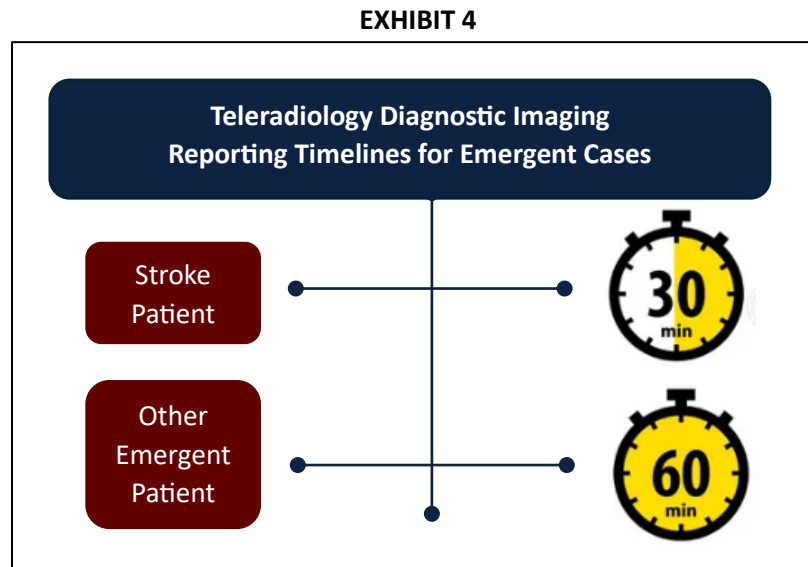 EXHIBIT 4
Teleradiology Diagnostic Imaging
Reporting Timelines for Emergent Cases
Stroke
Patient
30
min
Other
Emergent
Patient
60
min